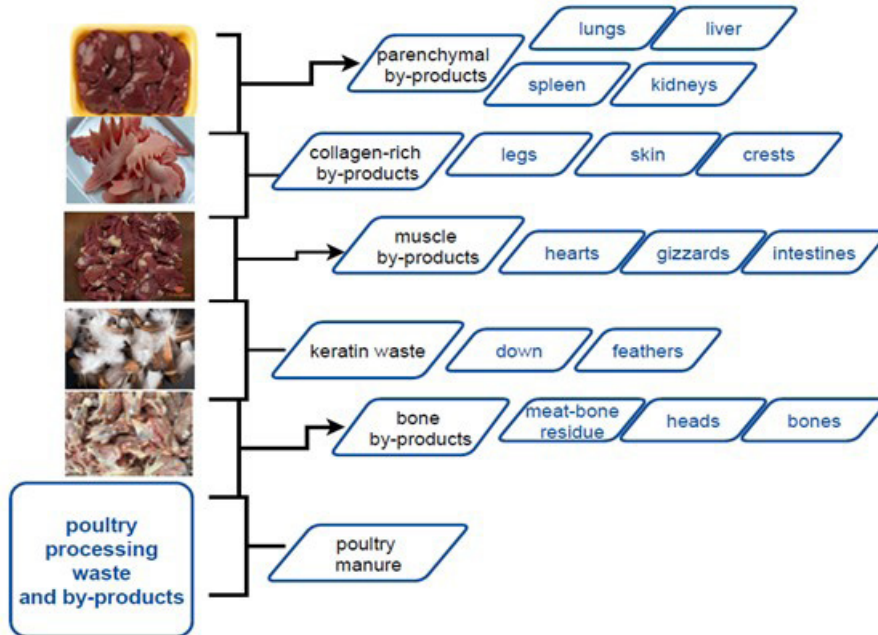 lungs
liver
parenchymal
by-products
spleen
kidneys
collagen-rich
by-products
legs
skin
crests
muscle
by-products
hearts
gizzards
intestines
keratin waste
down
feathers
bone
by-products
meat-bone
residue
heads
bones
poultry
processing
waste
and by-products
poultry
manure